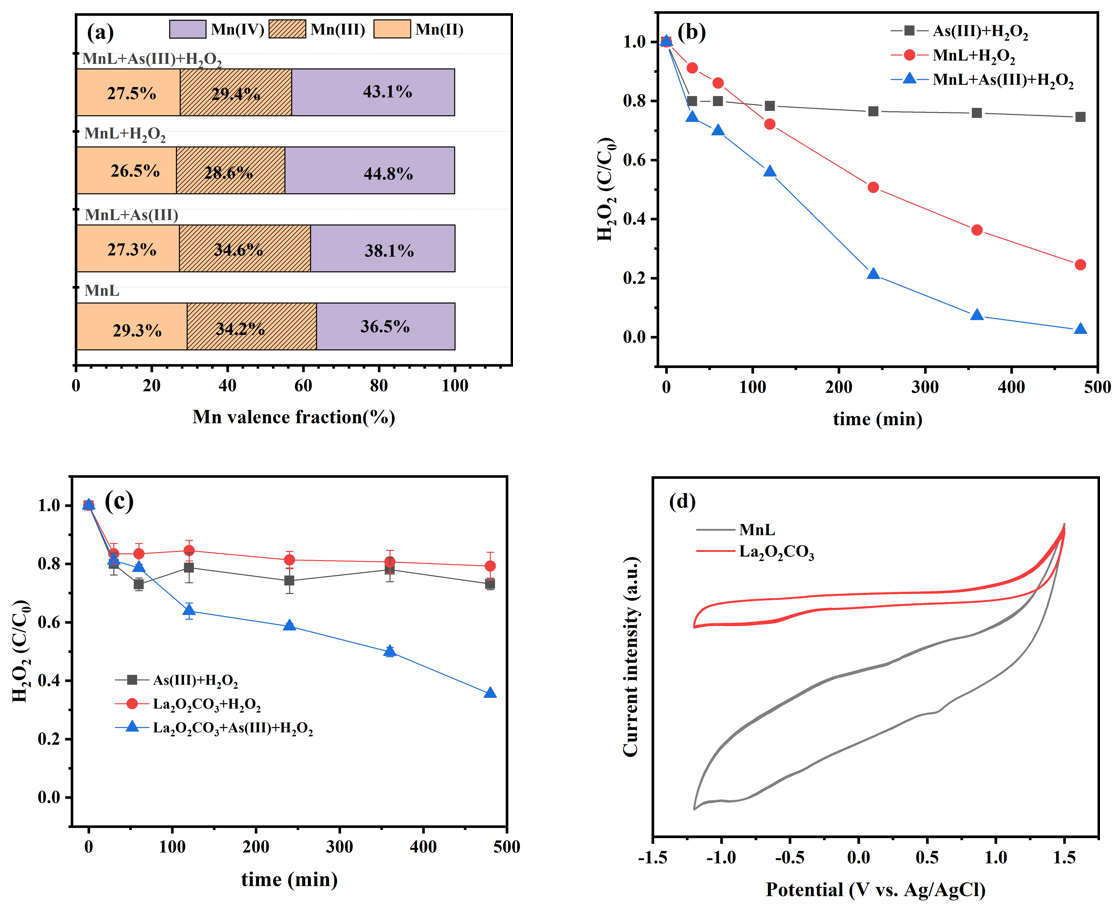 (a)
Mn(IV) Mn(III) Mn(II)
MnL+As(III)+H₂O₂
27.5% 29.4% 43.1%
MnL+H₂O₂
26.5% 28.6% 44.8%
MnL+As(III)
27.3% 34.6% 38.1%
MnL
29.3% 34.2% 36.5%
0 20 40 60 80 100
Mn valence fraction(%)
(b)
As(III)+H₂O₂
MnL+H₂O₂
MnL+As(III)+H₂O₂
1.0
0.8
0.6
0.4
0.2
0.0
H₂O₂ (C/C₀)
0 100 200 300 400 500
time (min)
(c)
1.0
0.8
0.6
0.4
0.2
0.0
H₂O₂ (C/C₀)
As(III)+H₂O₂
La₂O₂CO₃+H₂O₂
La₂O₂CO₃+As(III)+H₂O₂
0 100 200 300 400 500
time (min)
(d)
MnL
La₂O₂CO₃
Current intensity (a.u.)
-1.5 -1.0 -0.5 0.0 0.5 1.0 1.5
Potential (V vs. Ag/AgCl)